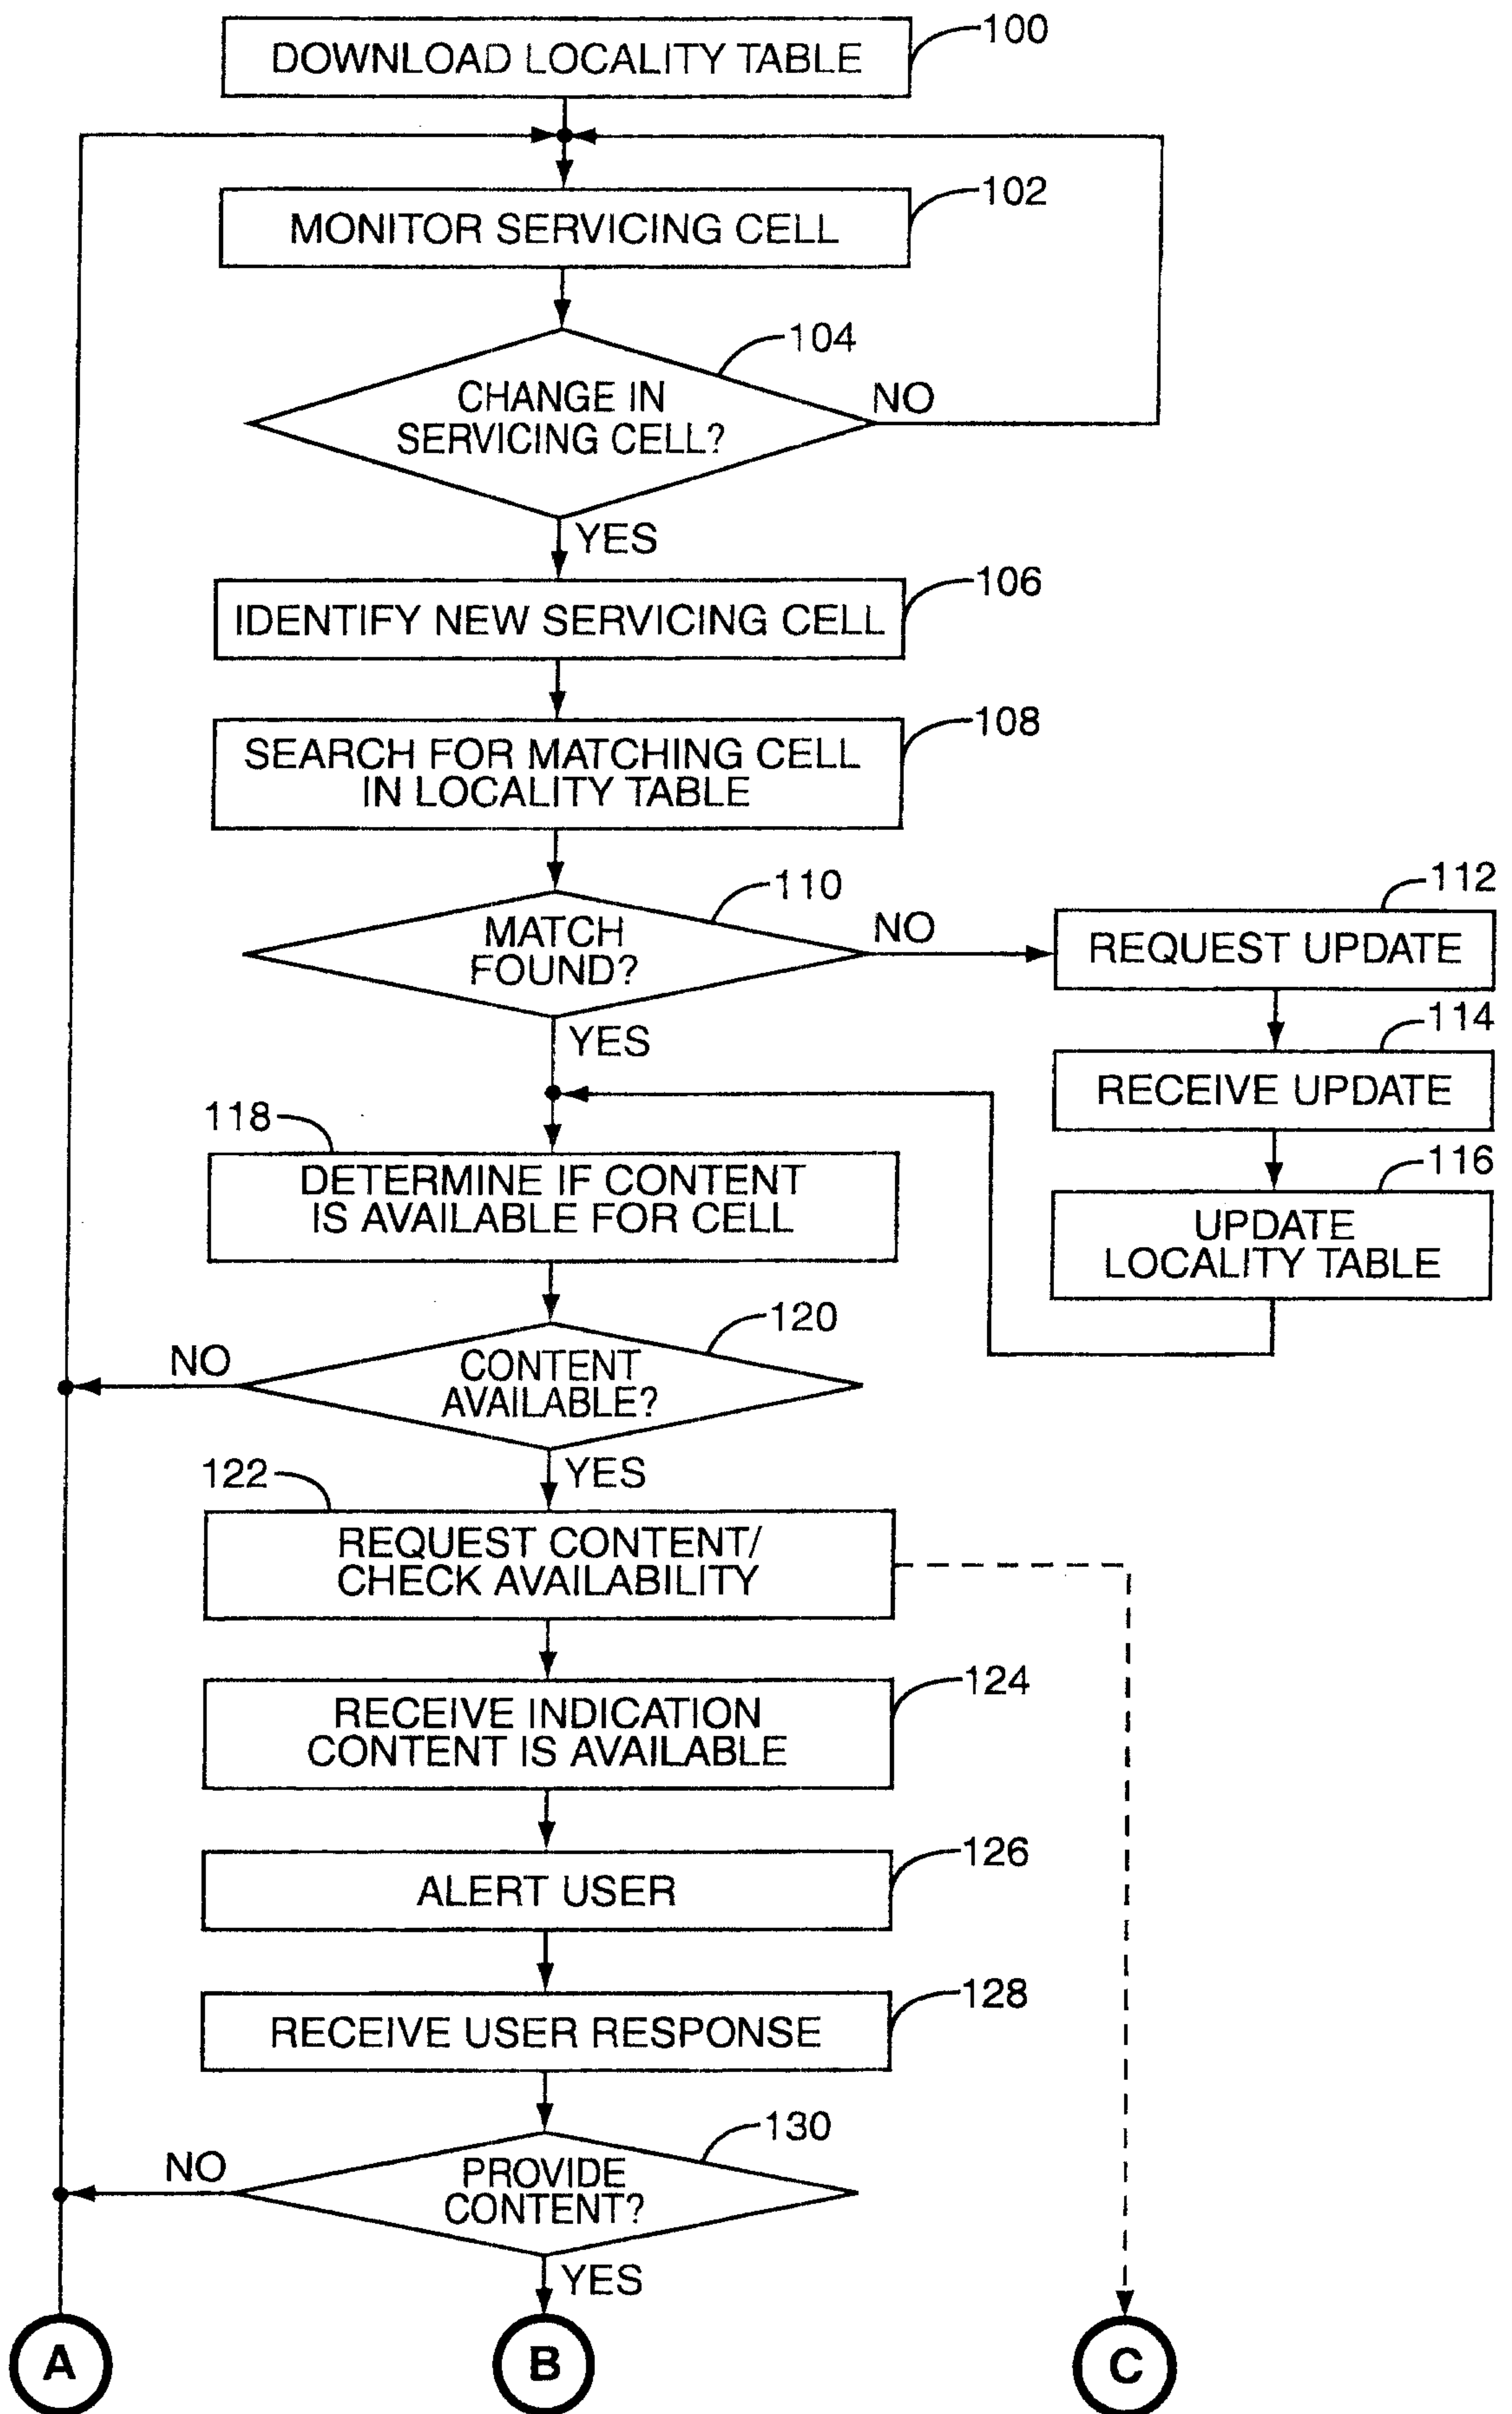 DOWNLOAD LOCALITY TABLE
100
MONITOR SERVICING CELL
102
CHANGE IN
SERVICING CELL?
104
NO
YES
IDENTIFY NEW SERVICING CELL
106
SEARCH FOR MATCHING CELL
IN LOCALITY TABLE
108
MATCH
FOUND?
110
NO
YES
REQUEST UPDATE
112
RECEIVE UPDATE
114
UPDATE
LOCALITY TABLE
116
118
DETERMINE IF CONTENT
IS AVAILABLE FOR CELL
CONTENT
AVAILABLE?
120
NO
YES
122
REQUEST CONTENT/
CHECK AVAILABILITY
RECEIVE INDICATION
CONTENT IS AVAILABLE
124
ALERT USER
126
RECEIVE USER RESPONSE
128
PROVIDE
CONTENT?
130
NO
YES
A
B
C